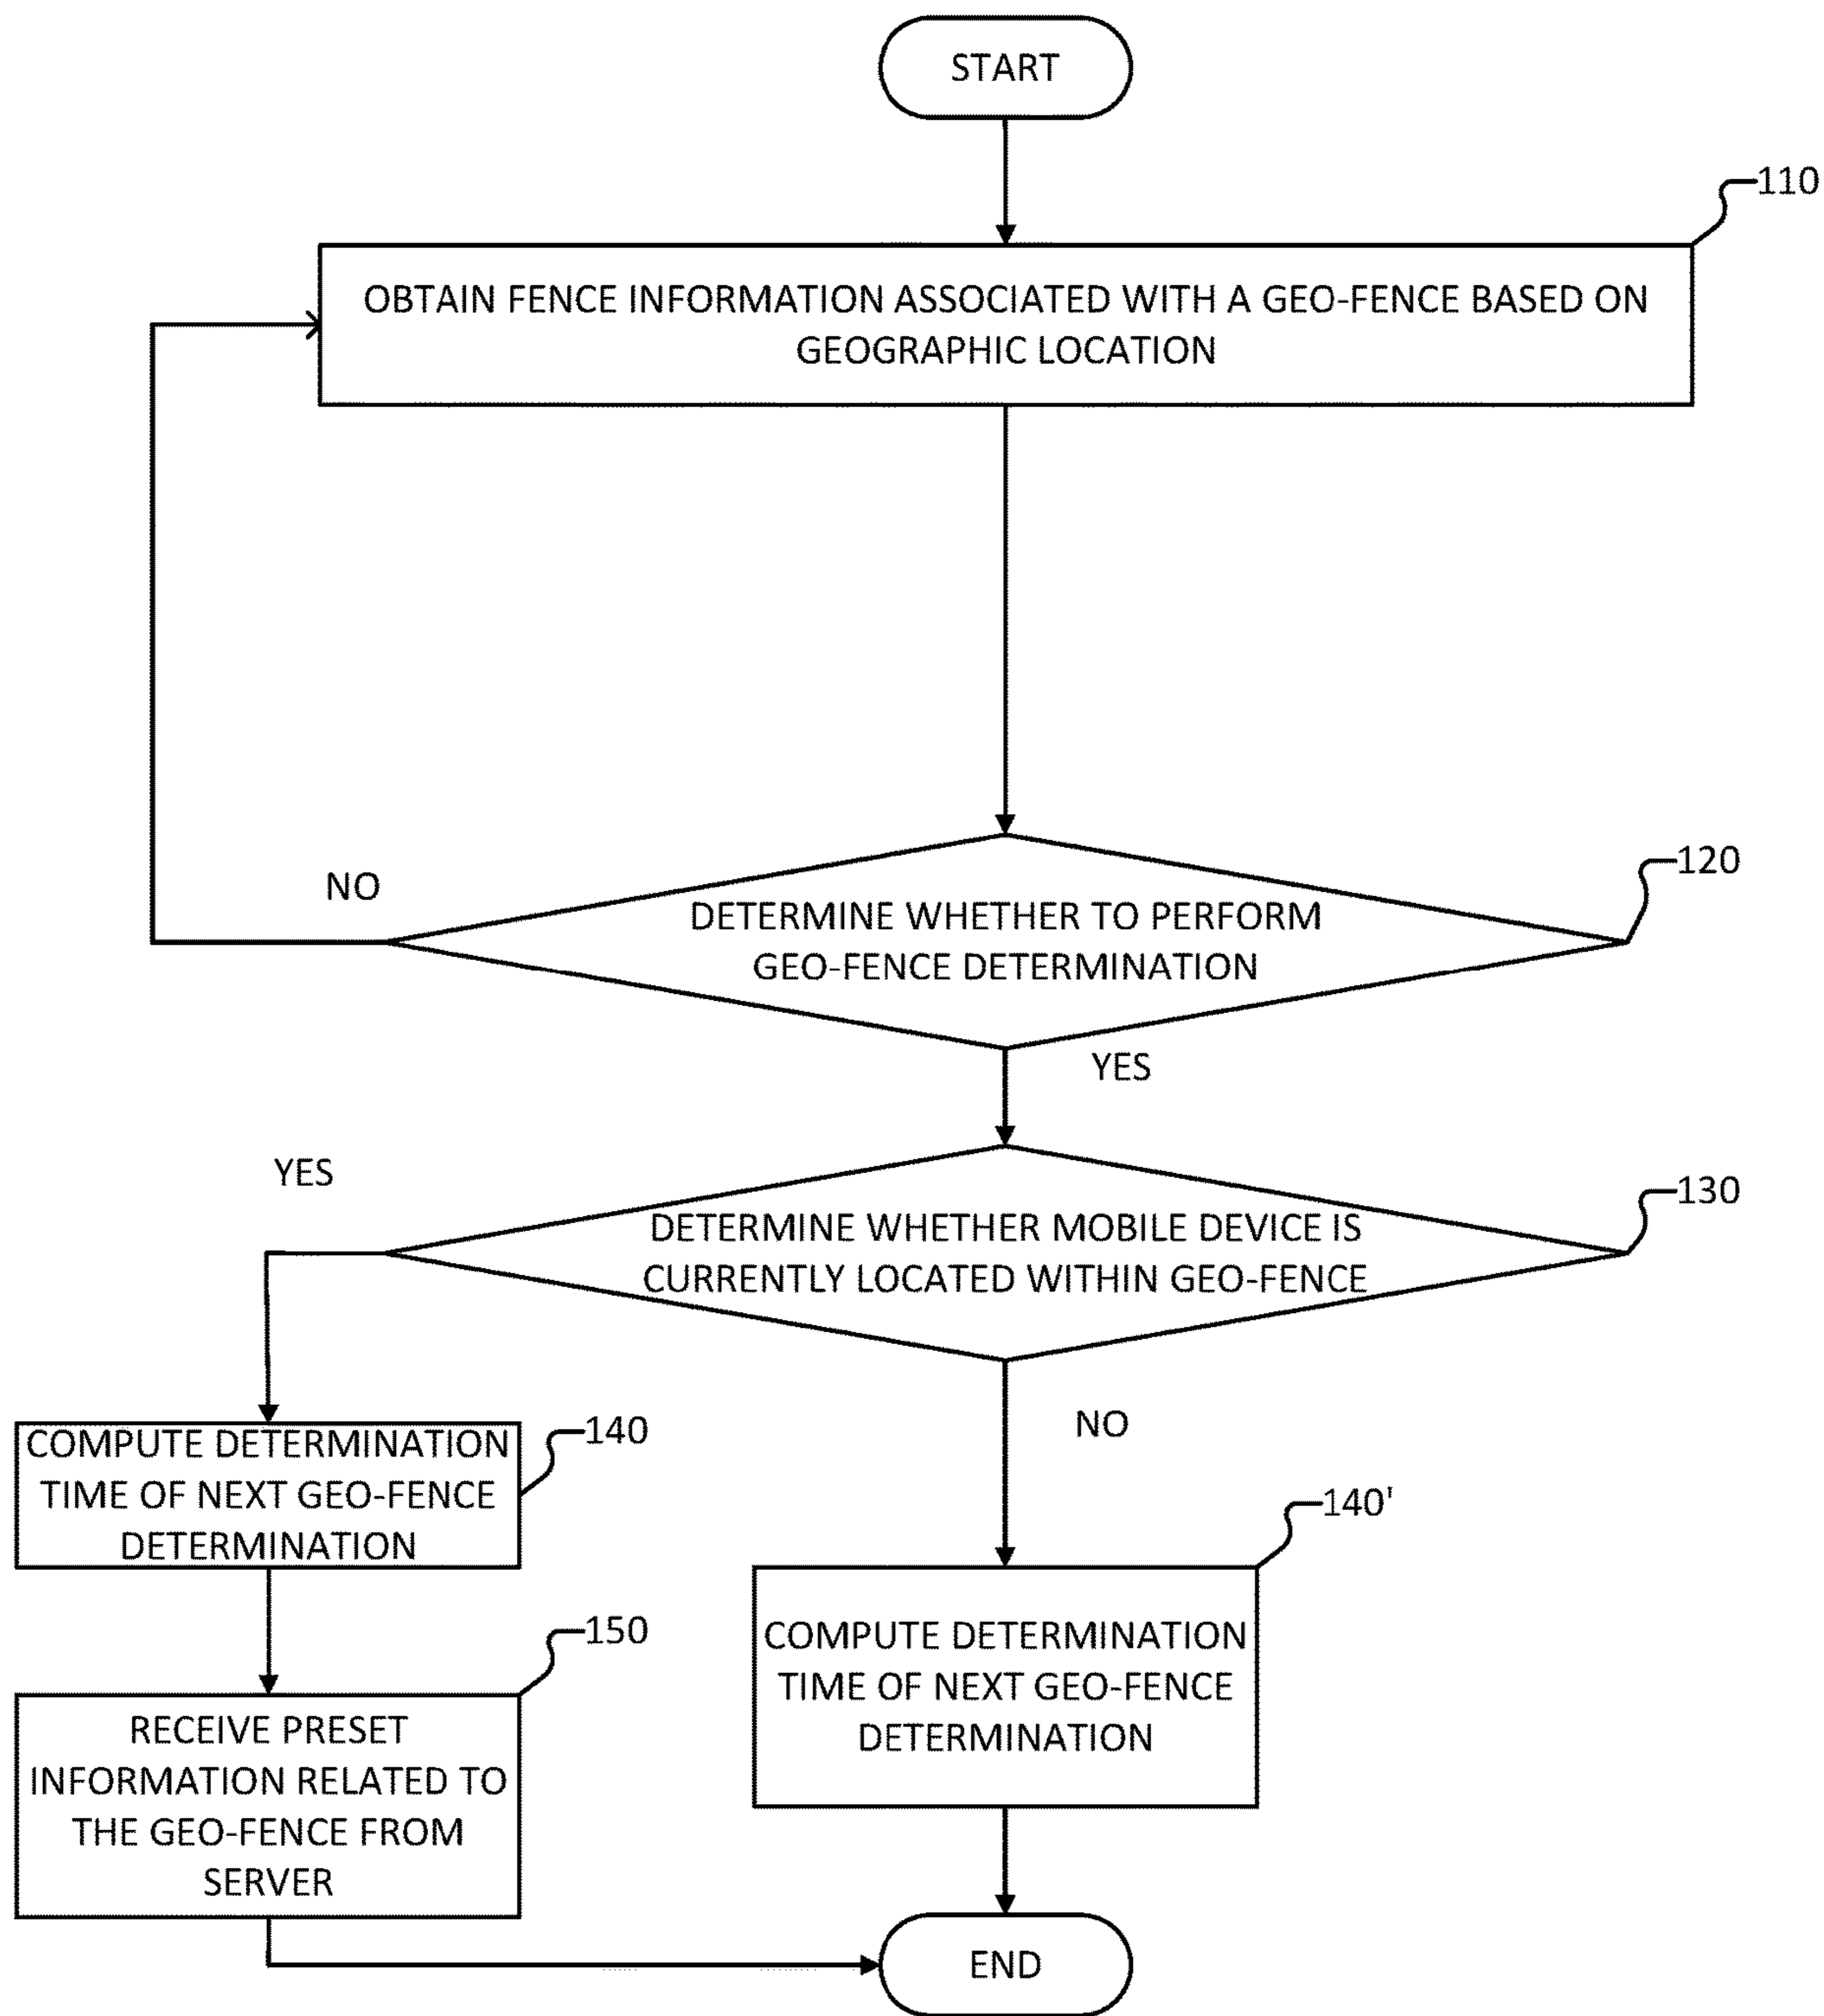 START
110
OBTAIN FENCE INFORMATION ASSOCIATED WITH A GEO-FENCE BASED ON
GEOGRAPHIC LOCATION
120
NO
DETERMINE WHETHER TO PERFORM
GEO-FENCE DETERMINATION
YES
YES
130
DETERMINE WHETHER MOBILE DEVICE IS
CURRENTLY LOCATED WITHIN GEO-FENCE
NO
140
COMPUTE DETERMINATION
TIME OF NEXT GEO-FENCE
DETERMINATION
140'
COMPUTE DETERMINATION
TIME OF NEXT GEO-FENCE
DETERMINATION
150
RECEIVE PRESET
INFORMATION RELATED TO
THE GEO-FENCE FROM
SERVER
END